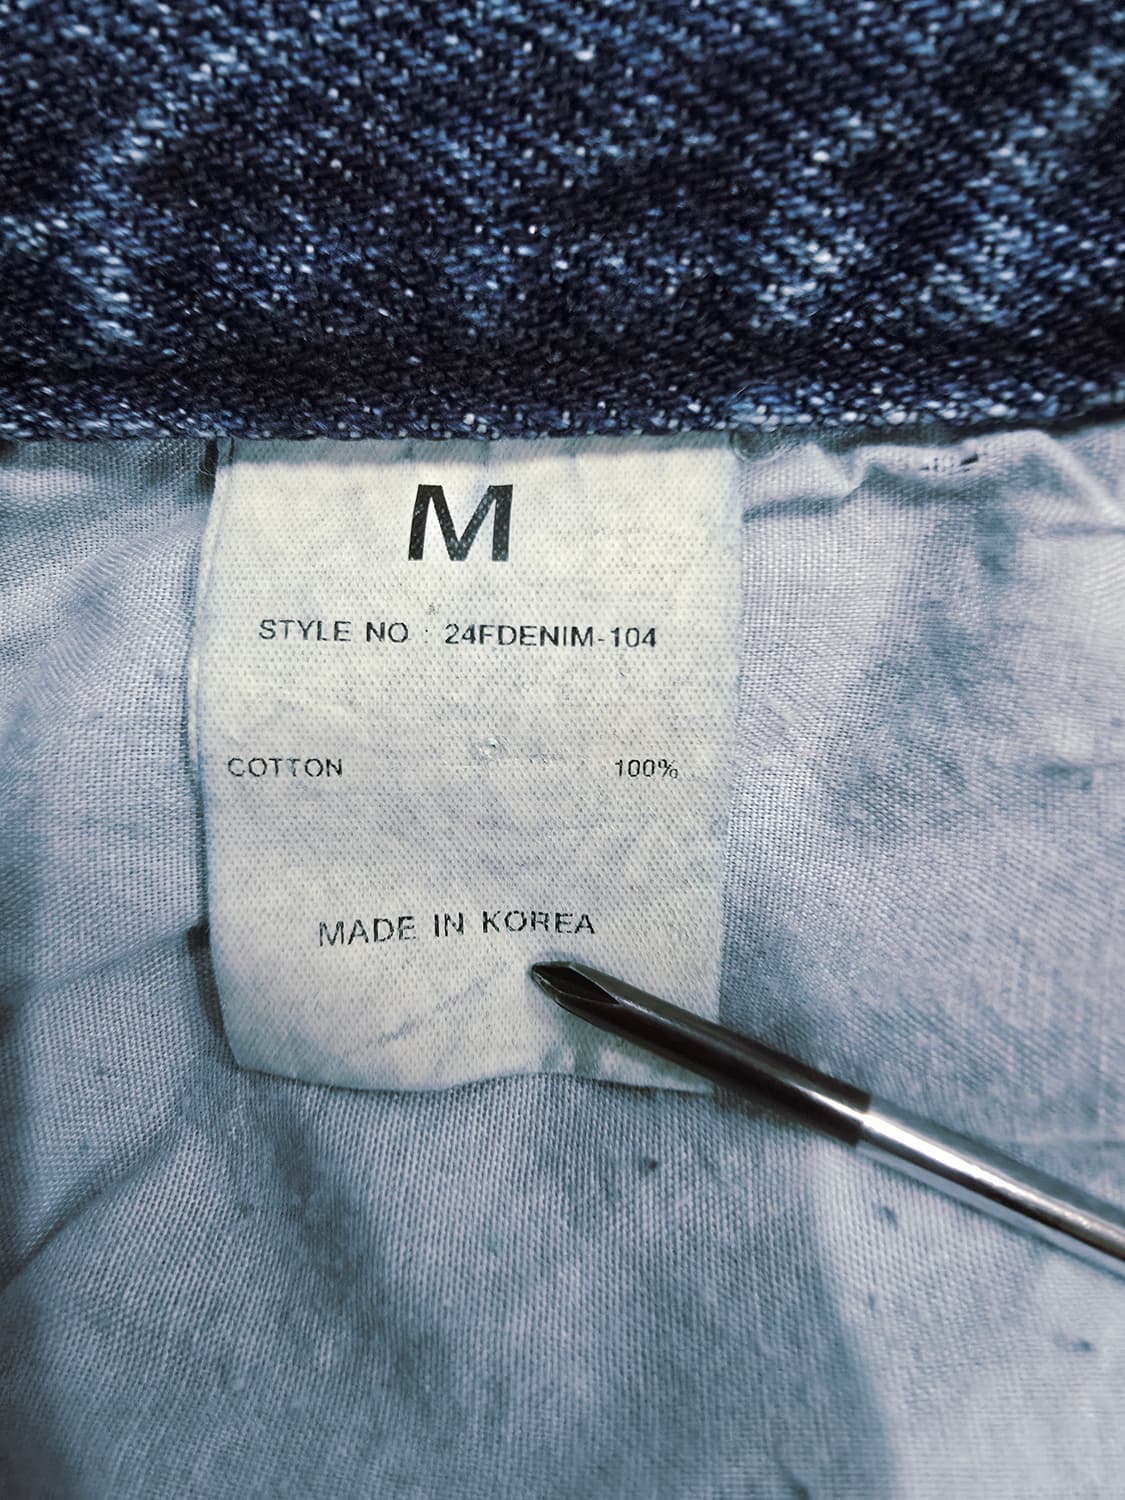 M
STYLE NO : 24FDENIM-104
COTTON 100%
MADE IN KOREA